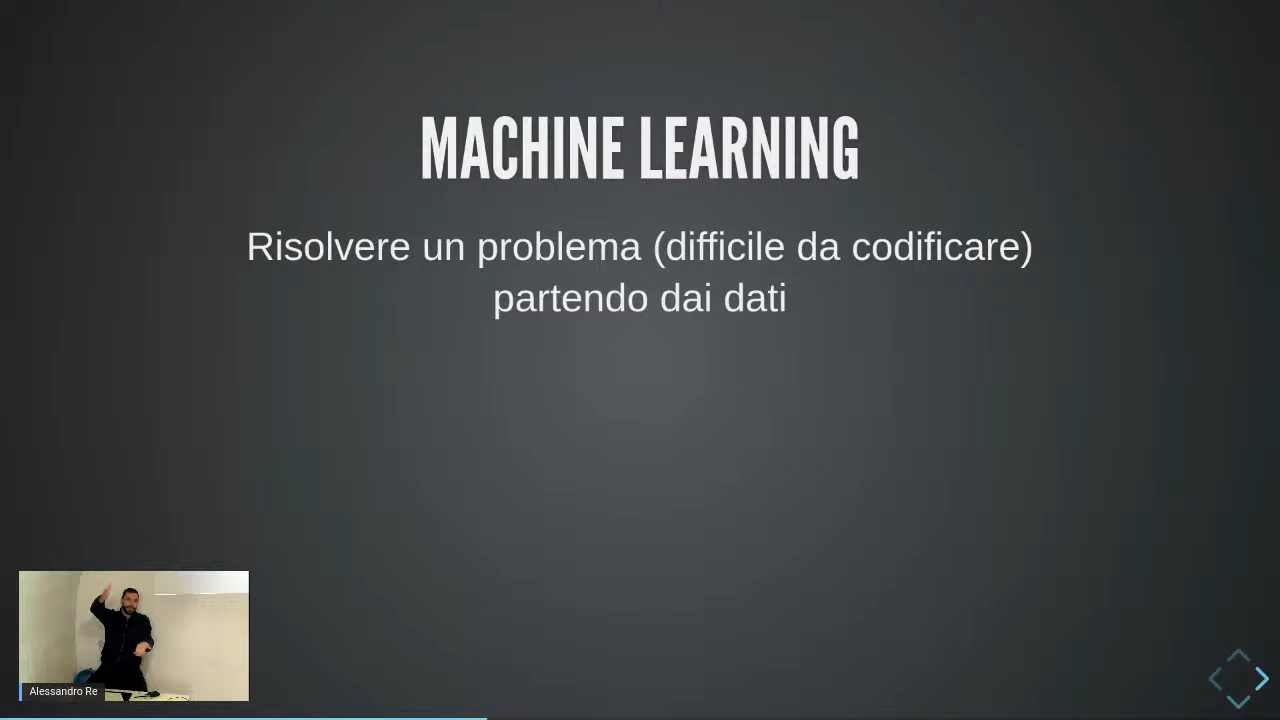 MACHINE LEARNING
Risolvere un problema (difficile da codificare)
partendo dai dati
Alessandro Re